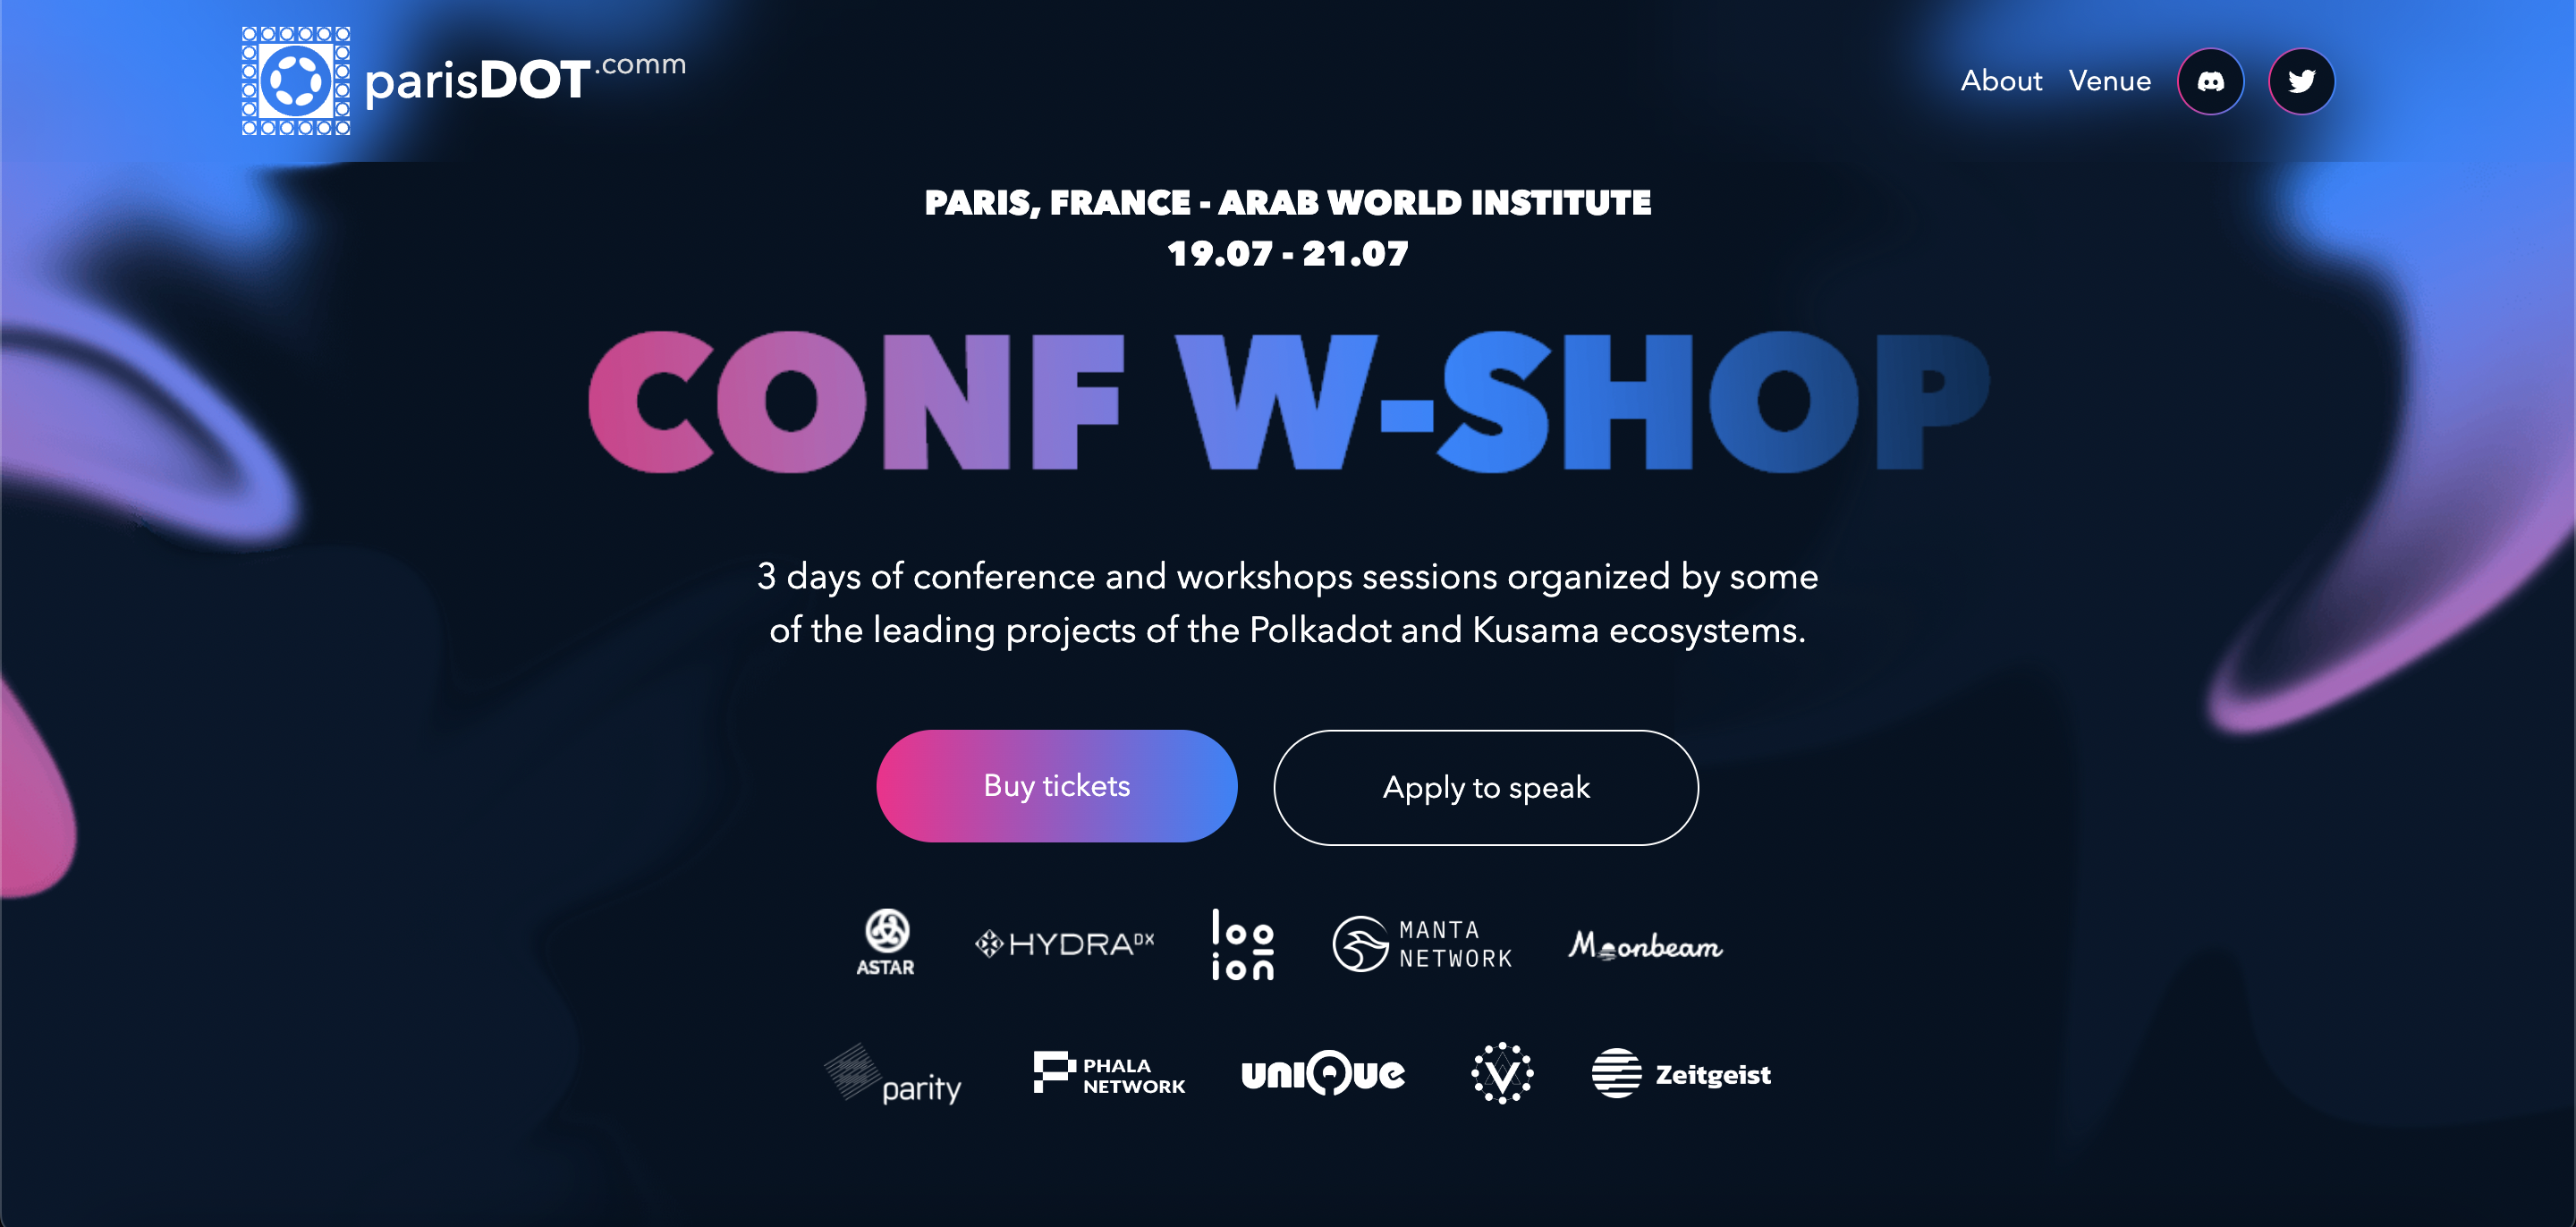 parisDOT.comm
About Venue
PARIS, FRANCE - ARAB WORLD INSTITUTE
19.07 - 21.07
CONF W-SHOP
3 days of conference and workshops sessions organized by some
of the leading projects of the Polkadot and Kusama ecosystems.
Buy tickets
Apply to speak
ASTAR
HYDRADX
loo
ion
MANTA
NETWORK
Moonbeam
parity
PHALA
NETWORK
UNIQUE
V
Zeitgeist